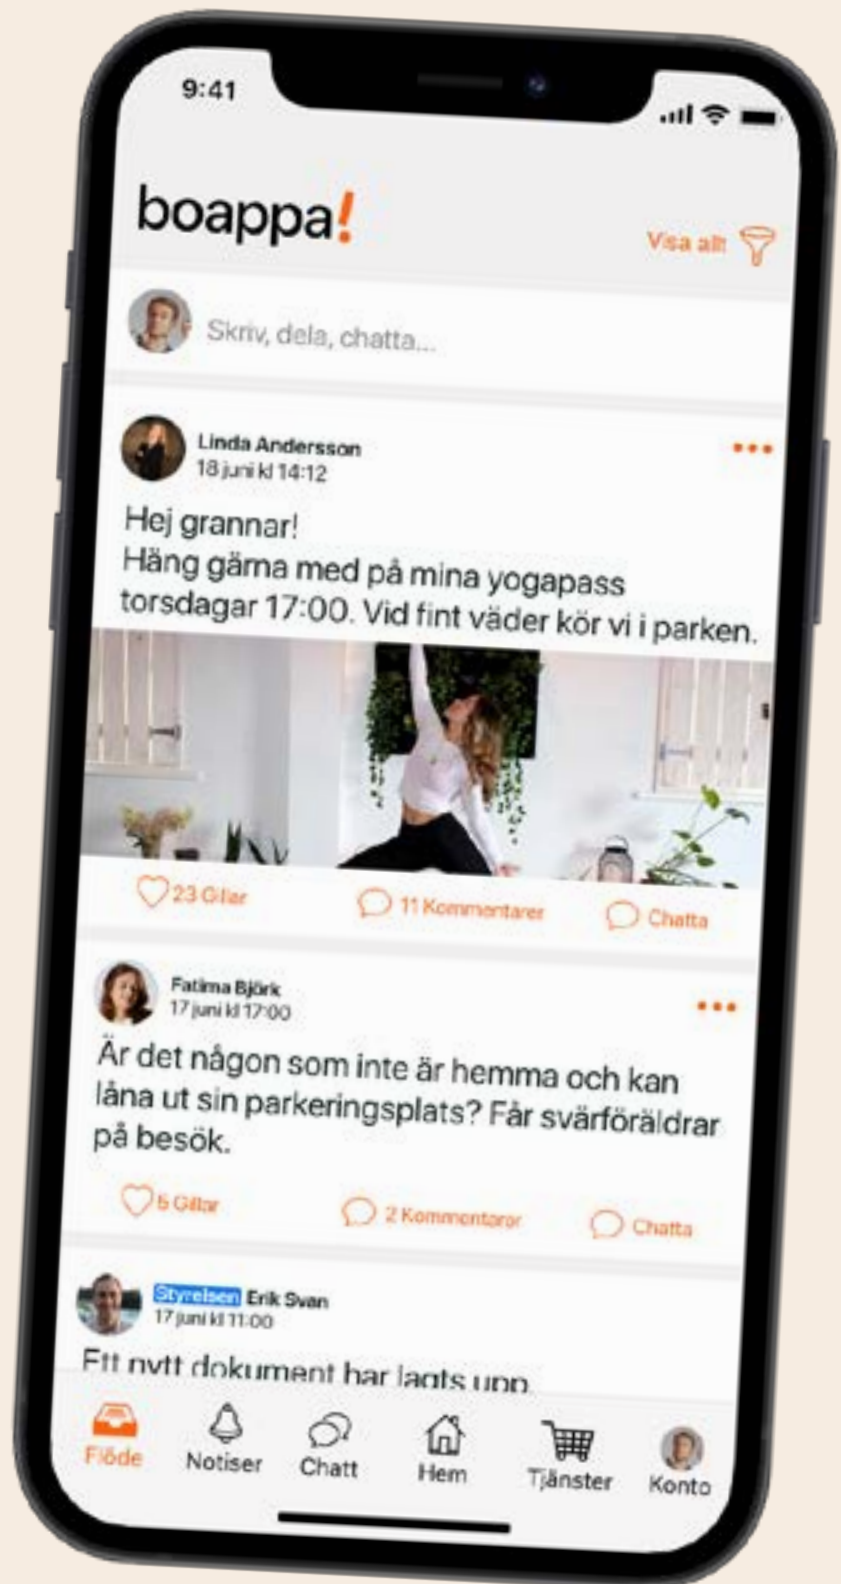 9:41
boappa!
Visa allt
Skriv, dela, chatta...
Linda Andersson
18 juni kl 14:12
Hej grannar!
Häng gärna med på mina yogapass
torsdagar 17:00. Vid fint väder kör vi i parken.
23 Gillar
11 Kommentarer
Chatta
Fatima Björk
17 juni kl 17:00
Är det någon som inte är hemma och kan
låna ut sin parkeringsplats? Får svärföräldrar
på besök.
5 Gillar
2 Kommentarer
Chatta
Styrelsen Erik Svan
17 juni kl 11:00
Ett nytt dokument har lagts upp.
Flöde
Notiser
Chatt
Hem
Tjänster
Konto